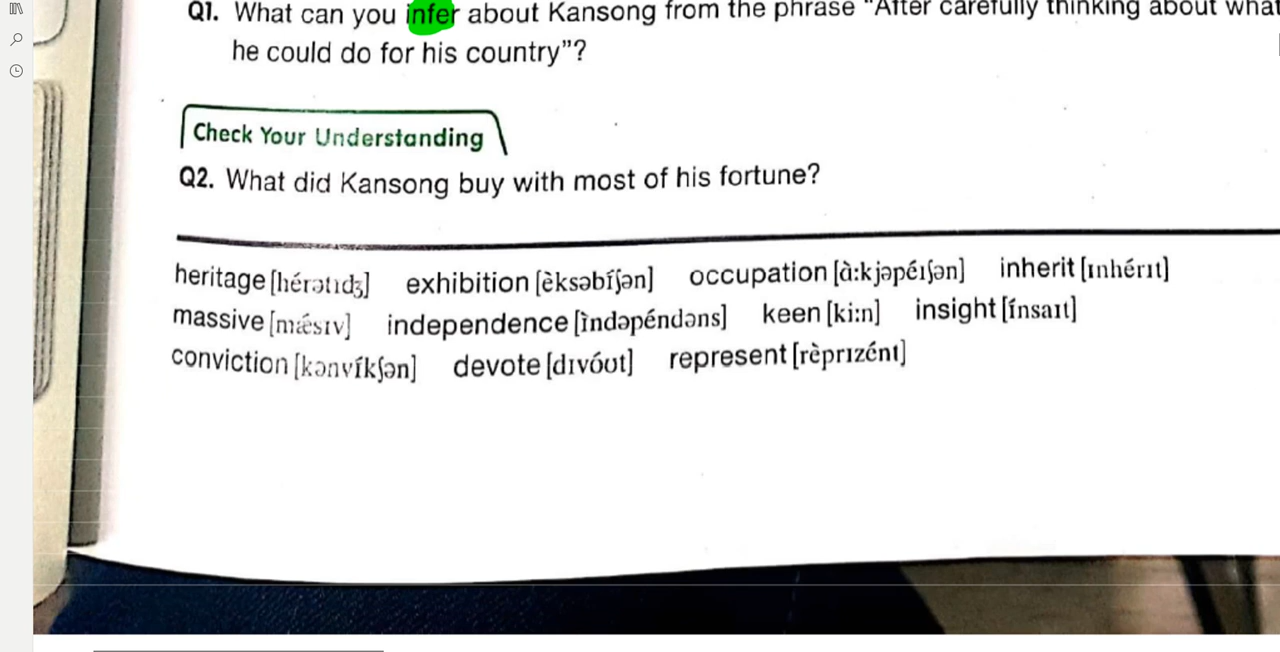 Q1. What can you infer about Kansong from the phrase "After carefully thinking about what
he could do for his country"?
Check Your Understanding
Q2. What did Kansong buy with most of his fortune?
heritage [hérətɪdʒ] exhibition [èksəbíʃən] occupation [ɑ̀:kjəpéɪʃən] inherit [ɪnhérɪt]
massive [mǽsɪv] independence [ìndəpéndəns] keen [ki:n] insight [ínsaɪt]
conviction [kənvíkʃən] devote [dɪvóʊt] represent [rèprɪzént]